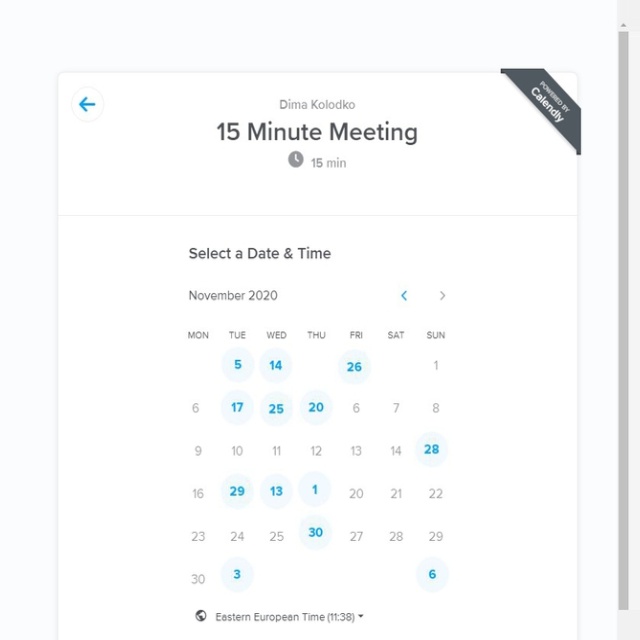 POWERED BY
Calendly
Dima Kolodko
15 Minute Meeting
15 min
Select a Date & Time
November 2020
MON TUE WED THU FRI SAT SUN
5 14 26 1
6 17 25 20 6 7 8
9 10 11 12 13 14 28
16 29 13 1 20 21 22
23 24 25 30 27 28 29
30 3 6
Eastern European Time (11:38)